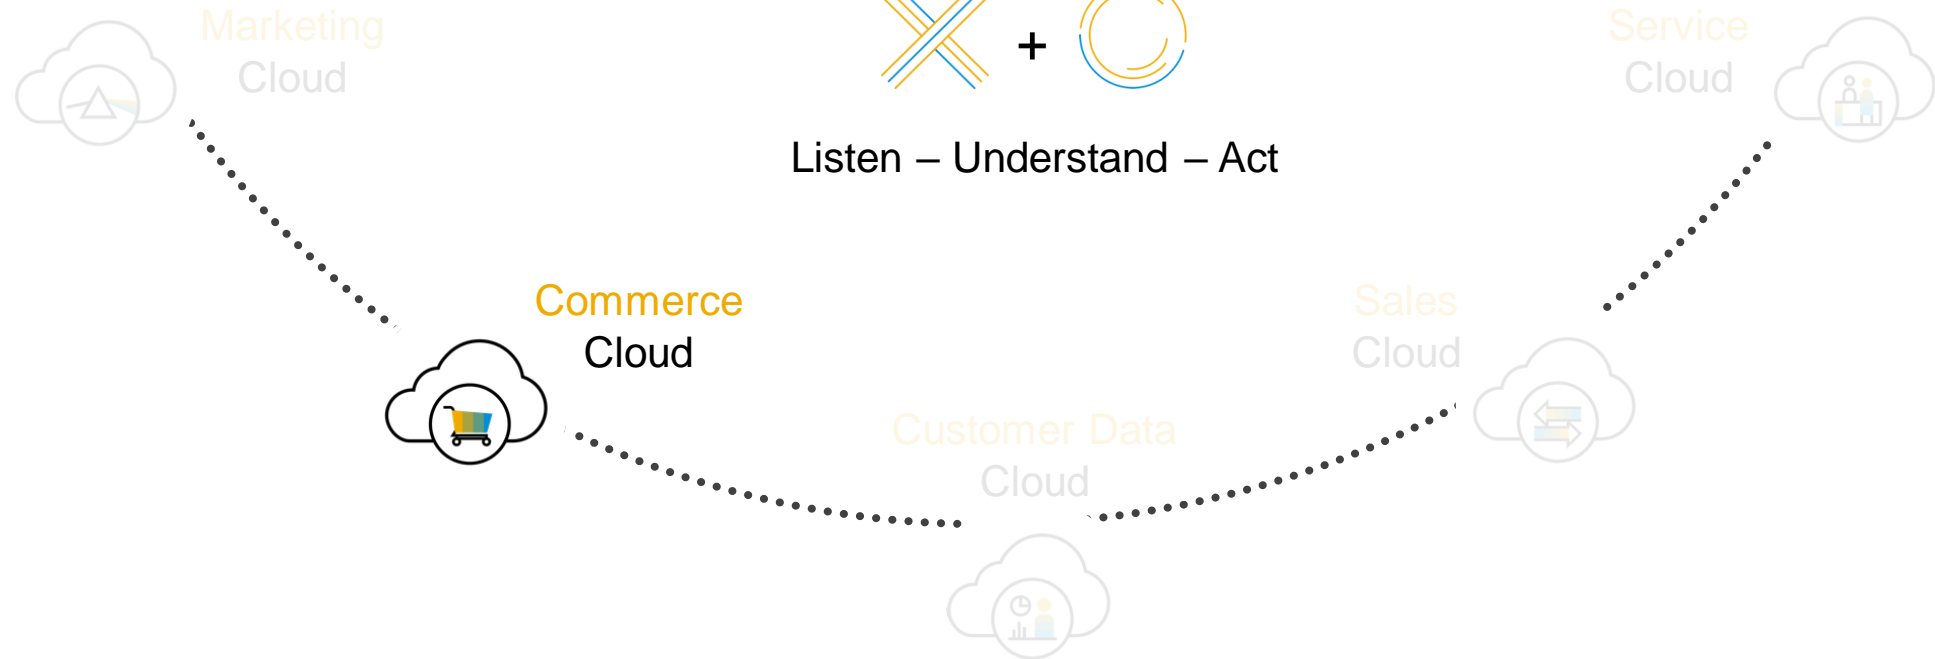 Marketing
Cloud
+
Service
Cloud
Listen – Understand – Act
Commerce
Cloud
Sales
Cloud
Customer Data
Cloud